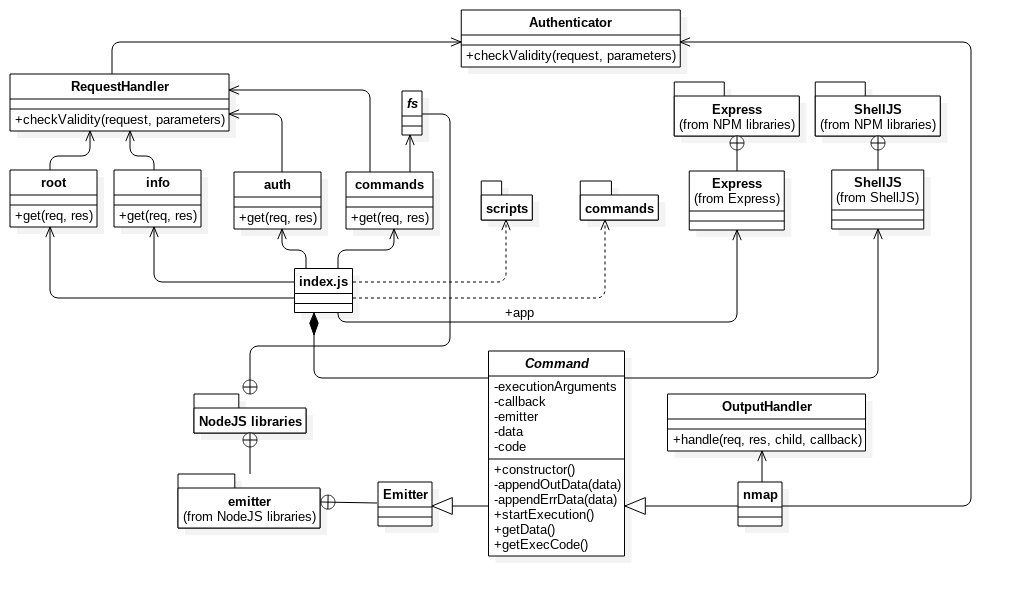 Authenticator
+checkValidity(request, parameters)
RequestHandler
+checkValidity(request, parameters)
fs
Express
(from NPM libraries)
ShellJS
(from NPM libraries)
root
+get(req, res)
info
+get(req, res)
auth
+get(req, res)
commands
+get(req, res)
scripts
commands
Express
(from Express)
ShellJS
(from ShellJS)
index.js
+app
Command
-executionArguments
-callback
-emitter
-data
-code
+constructor()
-appendOutData(data)
-appendErrData(data)
+startExecution()
+getData()
+getExecCode()
NodeJS libraries
OutputHandler
+handle(req, res, child, callback)
emitter
(from NodeJS libraries)
Emitter
nmap